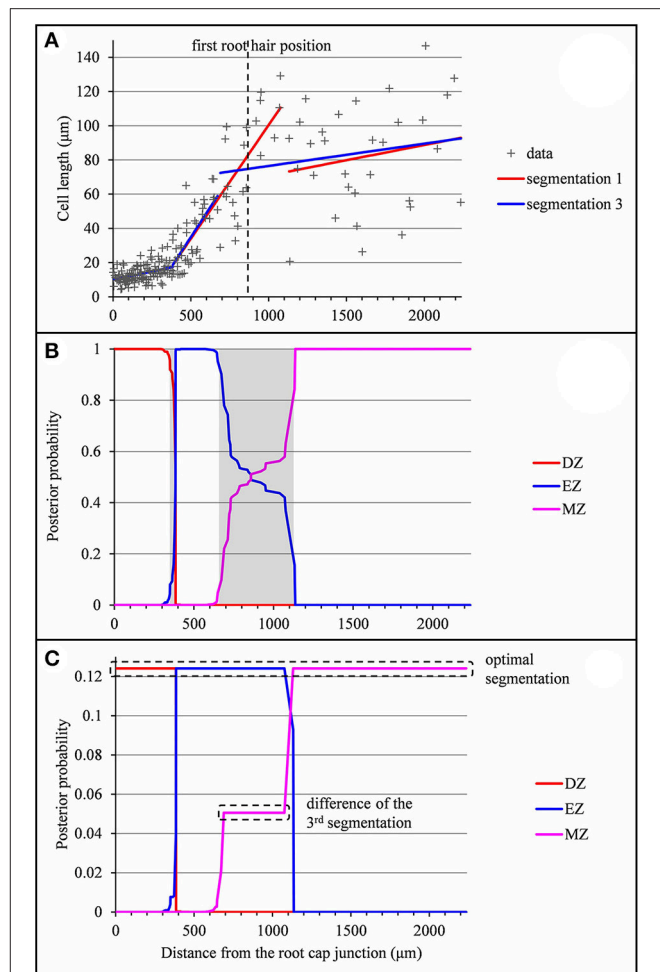 A
first root hair position
140
120
100
80
60
40
20
0
Cell length (μm)
0 500 1000 1500 2000
data
segmentation 1
segmentation 3
B
1
0.8
0.6
0.4
0.2
0
Posterior probability
0 500 1000 1500 2000
DZ
EZ
MZ
C
0.12
0.1
0.08
0.06
0.04
0.02
0
Posterior probability
optimal
segmentation
difference of the
3rd segmentation
DZ
EZ
MZ
0 500 1000 1500 2000
Distance from the root cap junction (μm)